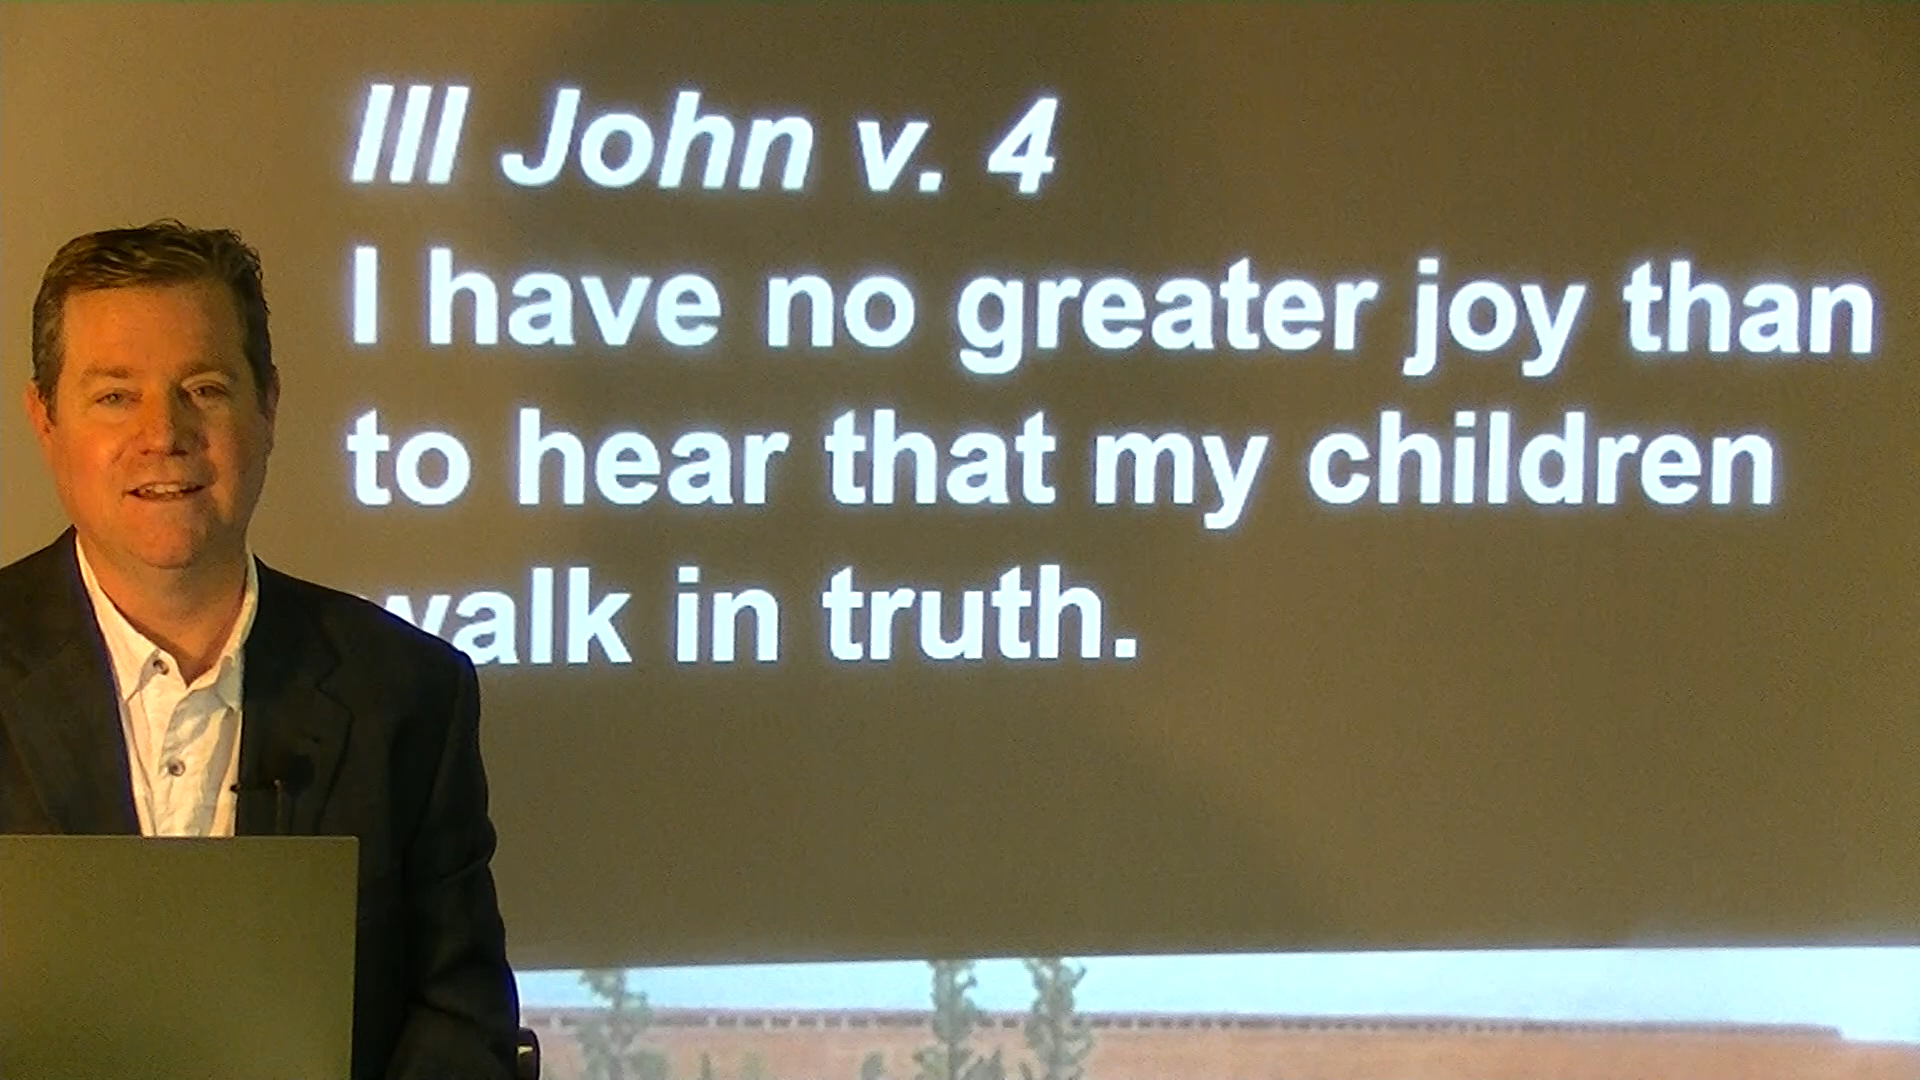 III John v. 4
I have no greater joy than
to hear that my children
walk in truth.